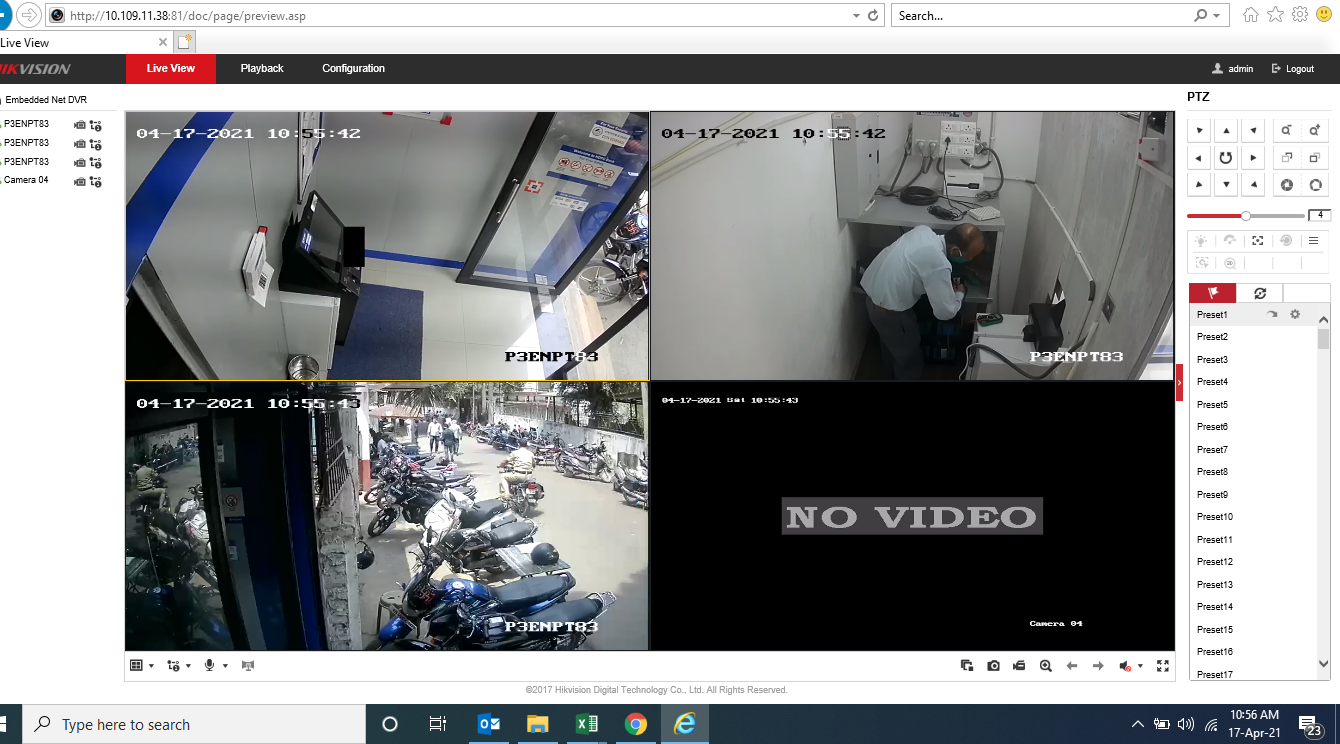 http://10.109.11.38:81/doc/page/preview.asp
Search...
Live View
HIKVISION
Live View
Playback
Configuration
admin
Logout
Embedded Net DVR
P3ENPT83
P3ENPT83
P3ENPT83
Camera 04
04-17-2021 10:55:42
P3ENPT83
04-17-2021 10:55:42
P3ENPT83
04-17-2021 10:55:43
P3ENPT83
04-17-2021 Sat 10:55:43
NO VIDEO
Camera 04
PTZ
4
Preset1
Preset2
Preset3
Preset4
Preset5
Preset6
Preset7
Preset8
Preset9
Preset10
Preset11
Preset12
Preset13
Preset14
Preset15
Preset16
Preset17
©2017 Hikvision Digital Technology Co., Ltd. All Rights Reserved.
Type here to search
10:56 AM
17-Apr-21
23